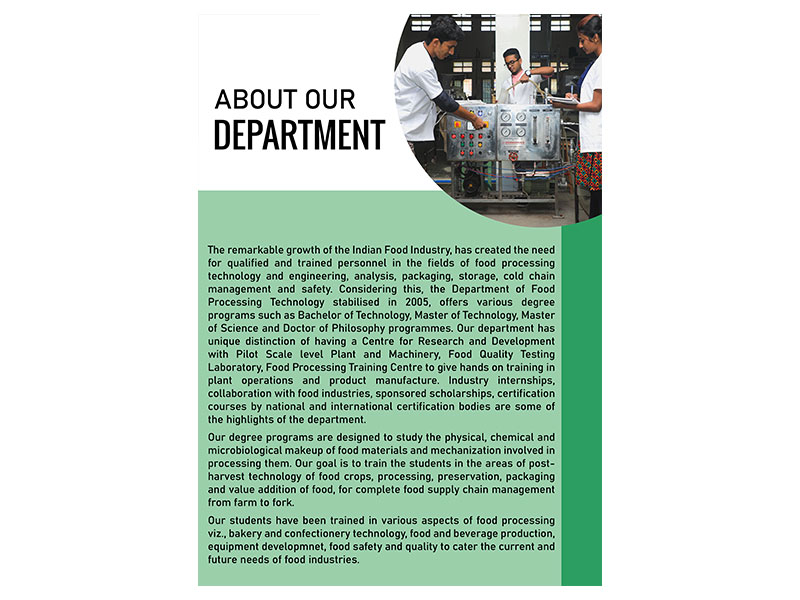 ABOUT OUR
DEPARTMENT
The remarkable growth of the Indian Food Industry, has created the need
for qualified and trained personnel in the fields of food processing
technology and engineering, analysis, packaging, storage, cold chain
management and safety. Considering this, the Department of Food
Processing Technology stabilised in 2005, offers various degree
programs such as Bachelor of Technology, Master of Technology, Master
of Science and Doctor of Philosophy programmes. Our department has
unique distinction of having a Centre for Research and Development
with Pilot Scale level Plant and Machinery, Food Quality Testing
Laboratory, Food Processing Training Centre to give hands on training in
plant operations and product manufacture. Industry internships,
collaboration with food industries, sponsored scholarships, certification
courses by national and international certification bodies are some of
the highlights of the department.
Our degree programs are designed to study the physical, chemical and
microbiological makeup of food materials and mechanization involved in
processing them. Our goal is to train the students in the areas of post-
harvest technology of food crops, processing, preservation, packaging
and value addition of food, for complete food supply chain management
from farm to fork.
Our students have been trained in various aspects of food processing
viz., bakery and confectionery technology, food and beverage production,
equipment developmnet, food safety and quality to cater the current and
future needs of food industries.